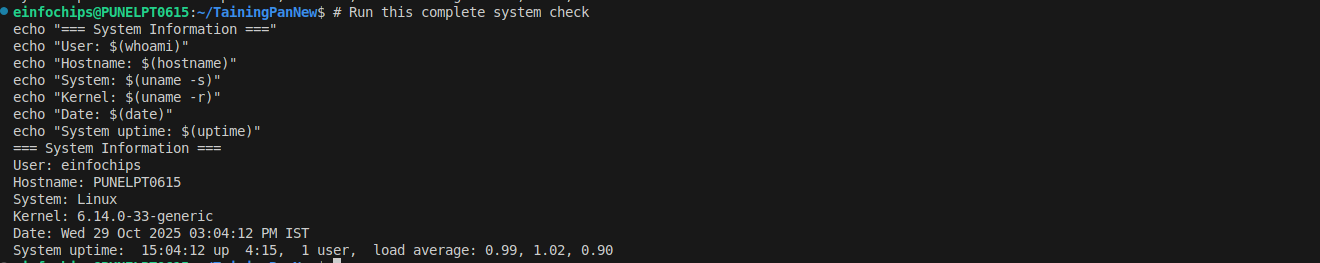 einfochips@PUNELPT0615:~/TainingPanNew$ # Run this complete system check
echo "=== System Information ==="
echo "User: $(whoami)"
echo "Hostname: $(hostname)"
echo "System: $(uname -s)"
echo "Kernel: $(uname -r)"
echo "Date: $(date)"
echo "System uptime: $(uptime)"
=== System Information ===
User: einfochips
Hostname: PUNELPT0615
System: Linux
Kernel: 6.14.0-33-generic
Date: Wed 29 Oct 2025 03:04:12 PM IST
System uptime:  15:04:12 up  4:15,  1 user,  load average: 0.99, 1.02, 0.90
einfochips@PUNELPT0615:~/TainingPanNew$